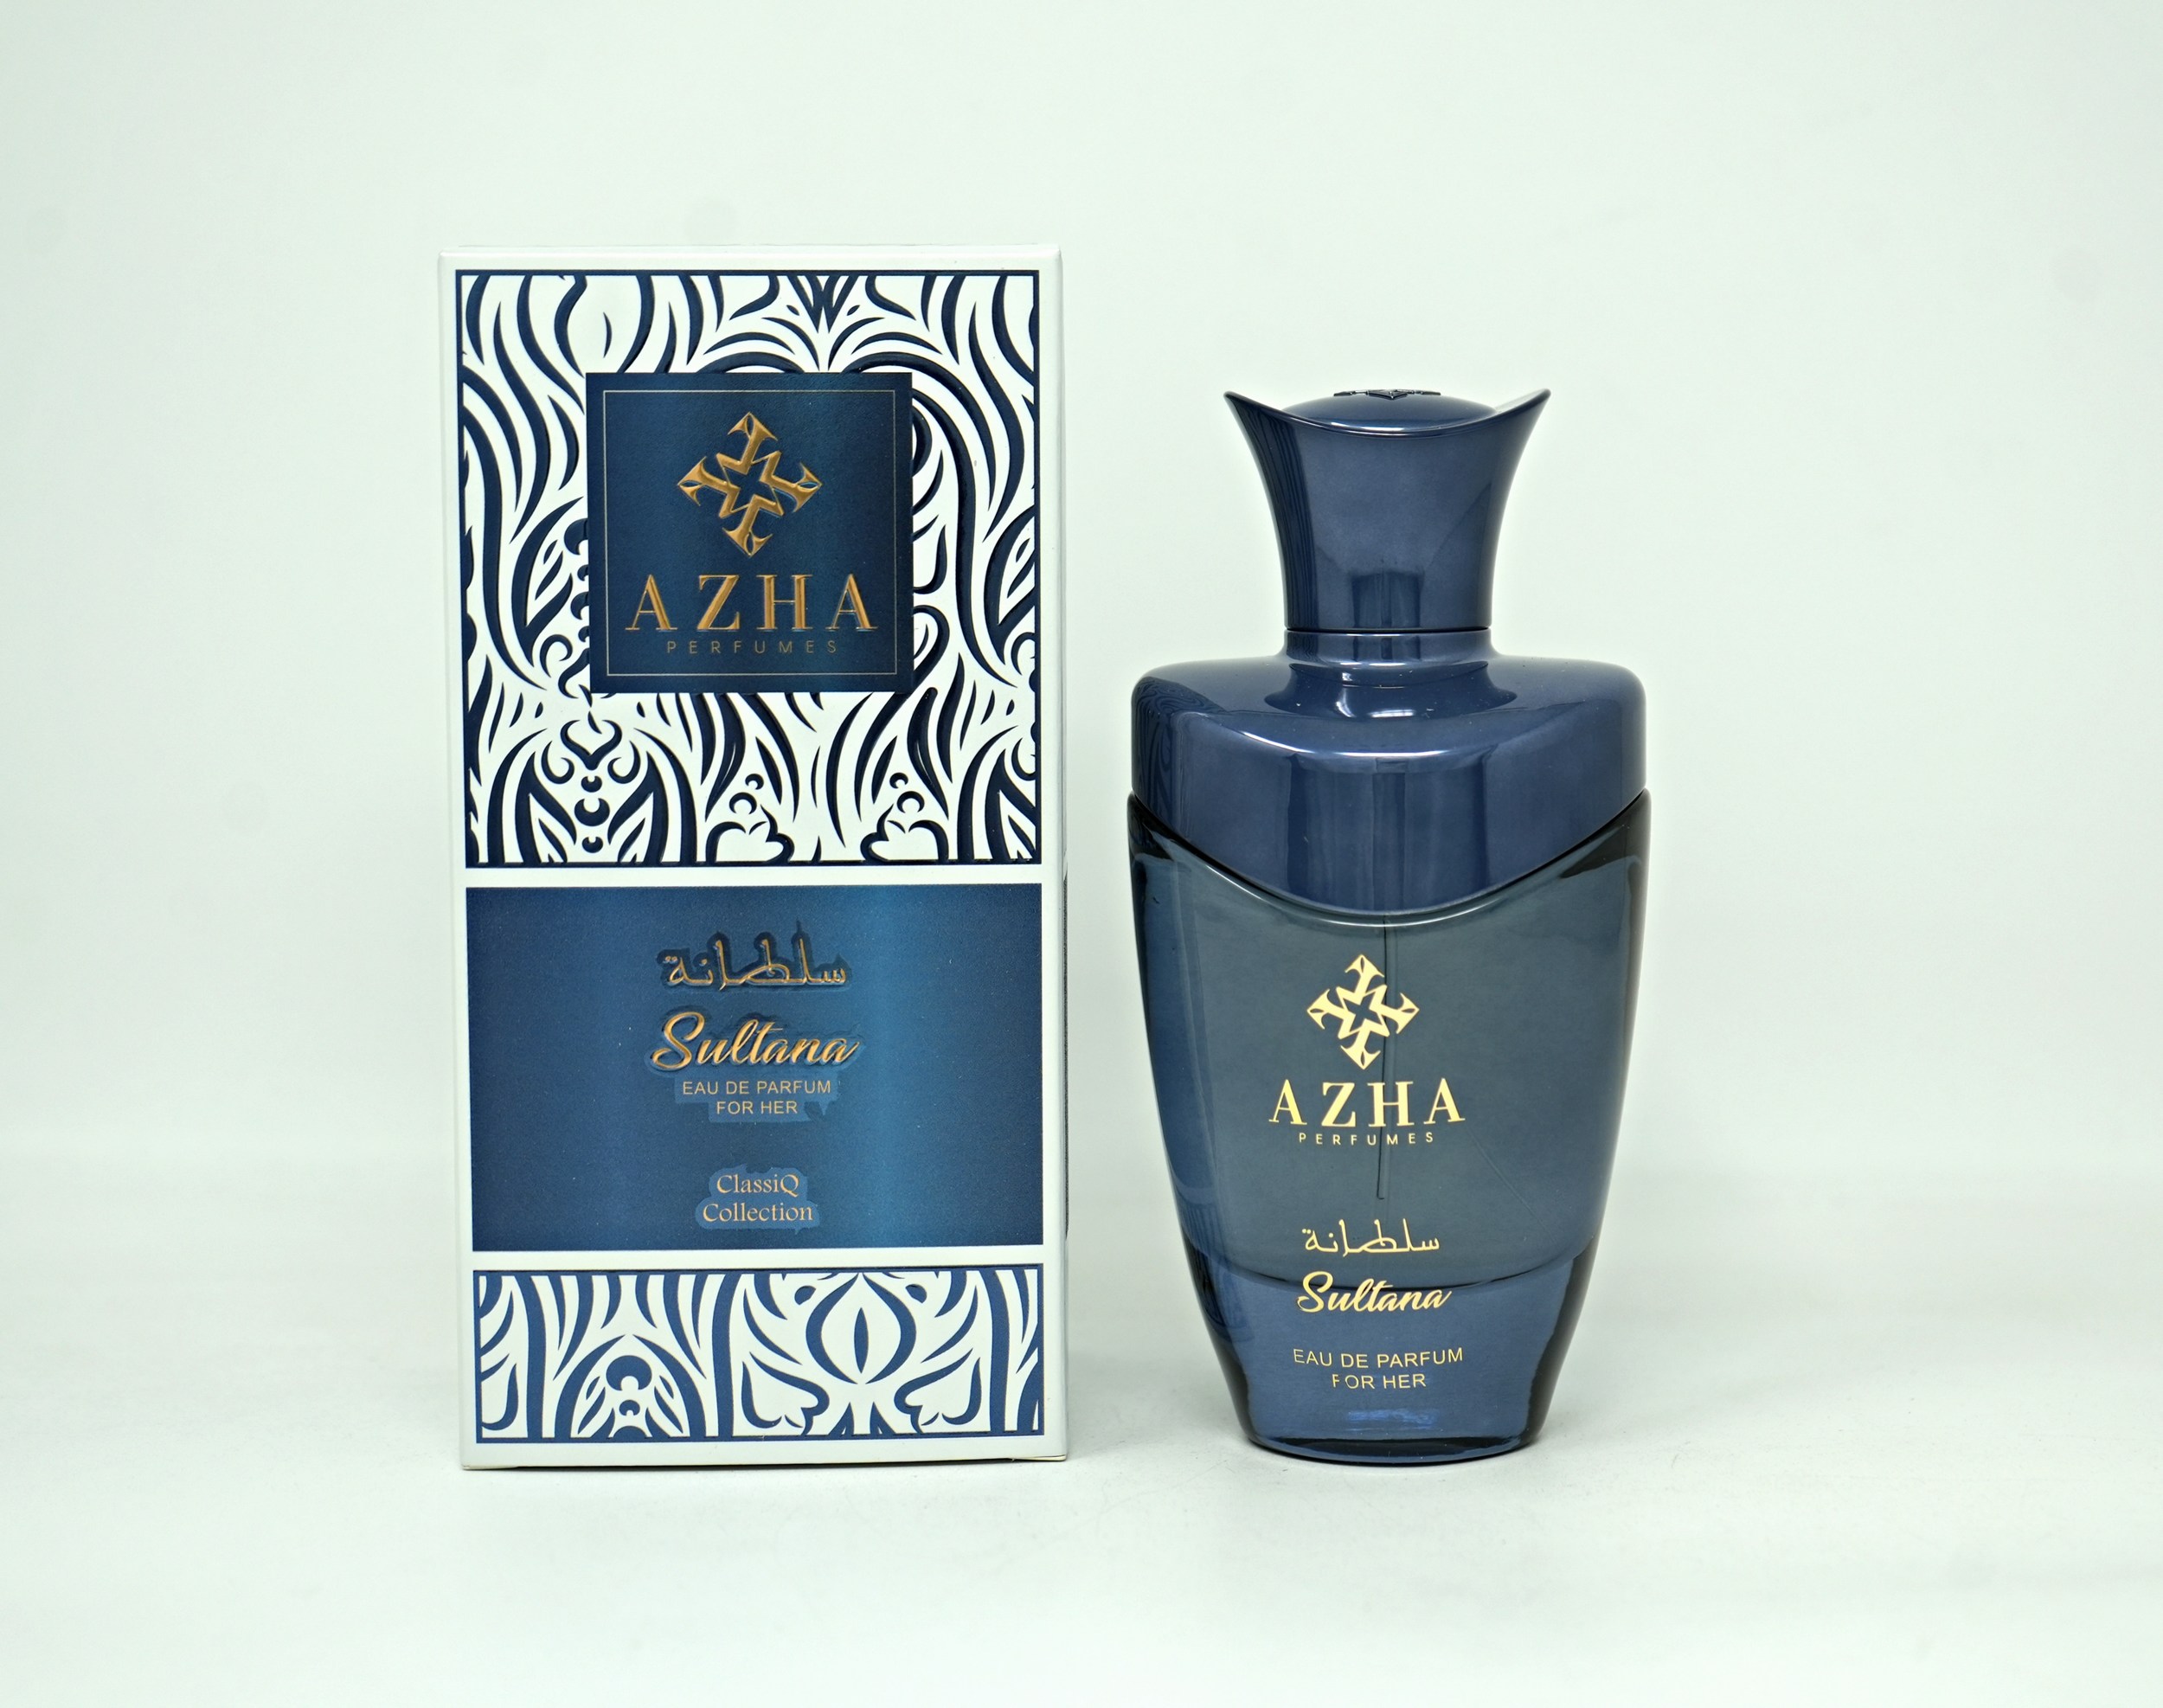 AZHA
PERFUMES
سلطانة
Sultana
EAU DE PARFUM
FOR HER
ClassiQ
Collection
AZHA
PERFUMES
سلطانة
Sultana
EAU DE PARFUM
FOR HER